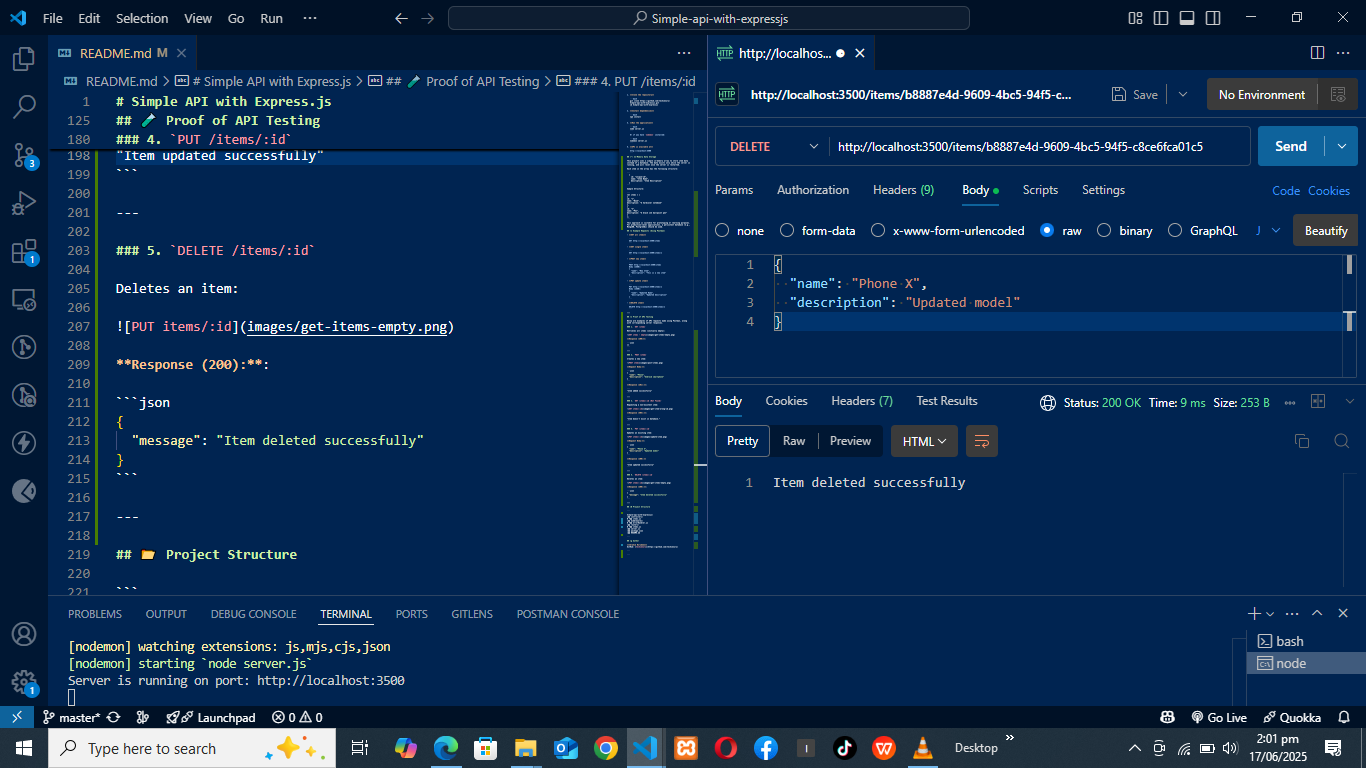 File Edit Selection View Go Run ··· Simple-api-with-expressjs
README.md M
README.md > # Simple API with Express.js > ## 🧪 Proof of API Testing > ### 4. PUT /items/:id
1 # Simple API with Express.js
125 ## 🧪 Proof of API Testing
180 ### 4. `PUT /items/:id`
198 "Item updated successfully"
199 ```
200
201 ---
202
203 ### 5. `DELETE /items/:id`
204
205 Deletes an item:
206
207 ![PUT items/:id](images/get-items-empty.png)
208
209 **Response (200):**:
210
211 ```json
212 {
213 "message": "Item deleted successfully"
214 }
215 ```
216
217 ---
218
219 ## 📂 Project Structure
220
221 ```
HTTP http://localhos...
HTTP http://localhost:3500/items/b8887e4d-9609-4bc5-94f5-c... Save No Environment
DELETE http://localhost:3500/items/b8887e4d-9609-4bc5-94f5-c8ce6fca01c5 Send
Params Authorization Headers (9) Body Scripts Settings Code Cookies
none form-data x-www-form-urlencoded raw binary GraphQL J Beautify
1 {
2 "name": "Phone X",
3 "description": "Updated model"
4 }
Body Cookies Headers (7) Test Results Status: 200 OK Time: 9 ms Size: 253 B
Pretty Raw Preview HTML
1 Item deleted successfully
PROBLEMS OUTPUT DEBUG CONSOLE TERMINAL PORTS GITLENS POSTMAN CONSOLE
[nodemon] watching extensions: js,mjs,cjs,json
[nodemon] starting `node server.js`
Server is running on port: http://localhost:3500
bash
node
3
1
1
master* Launchpad 0 0 Go Live Quokka
Type here to search Desktop 2:01 pm
17/06/2025